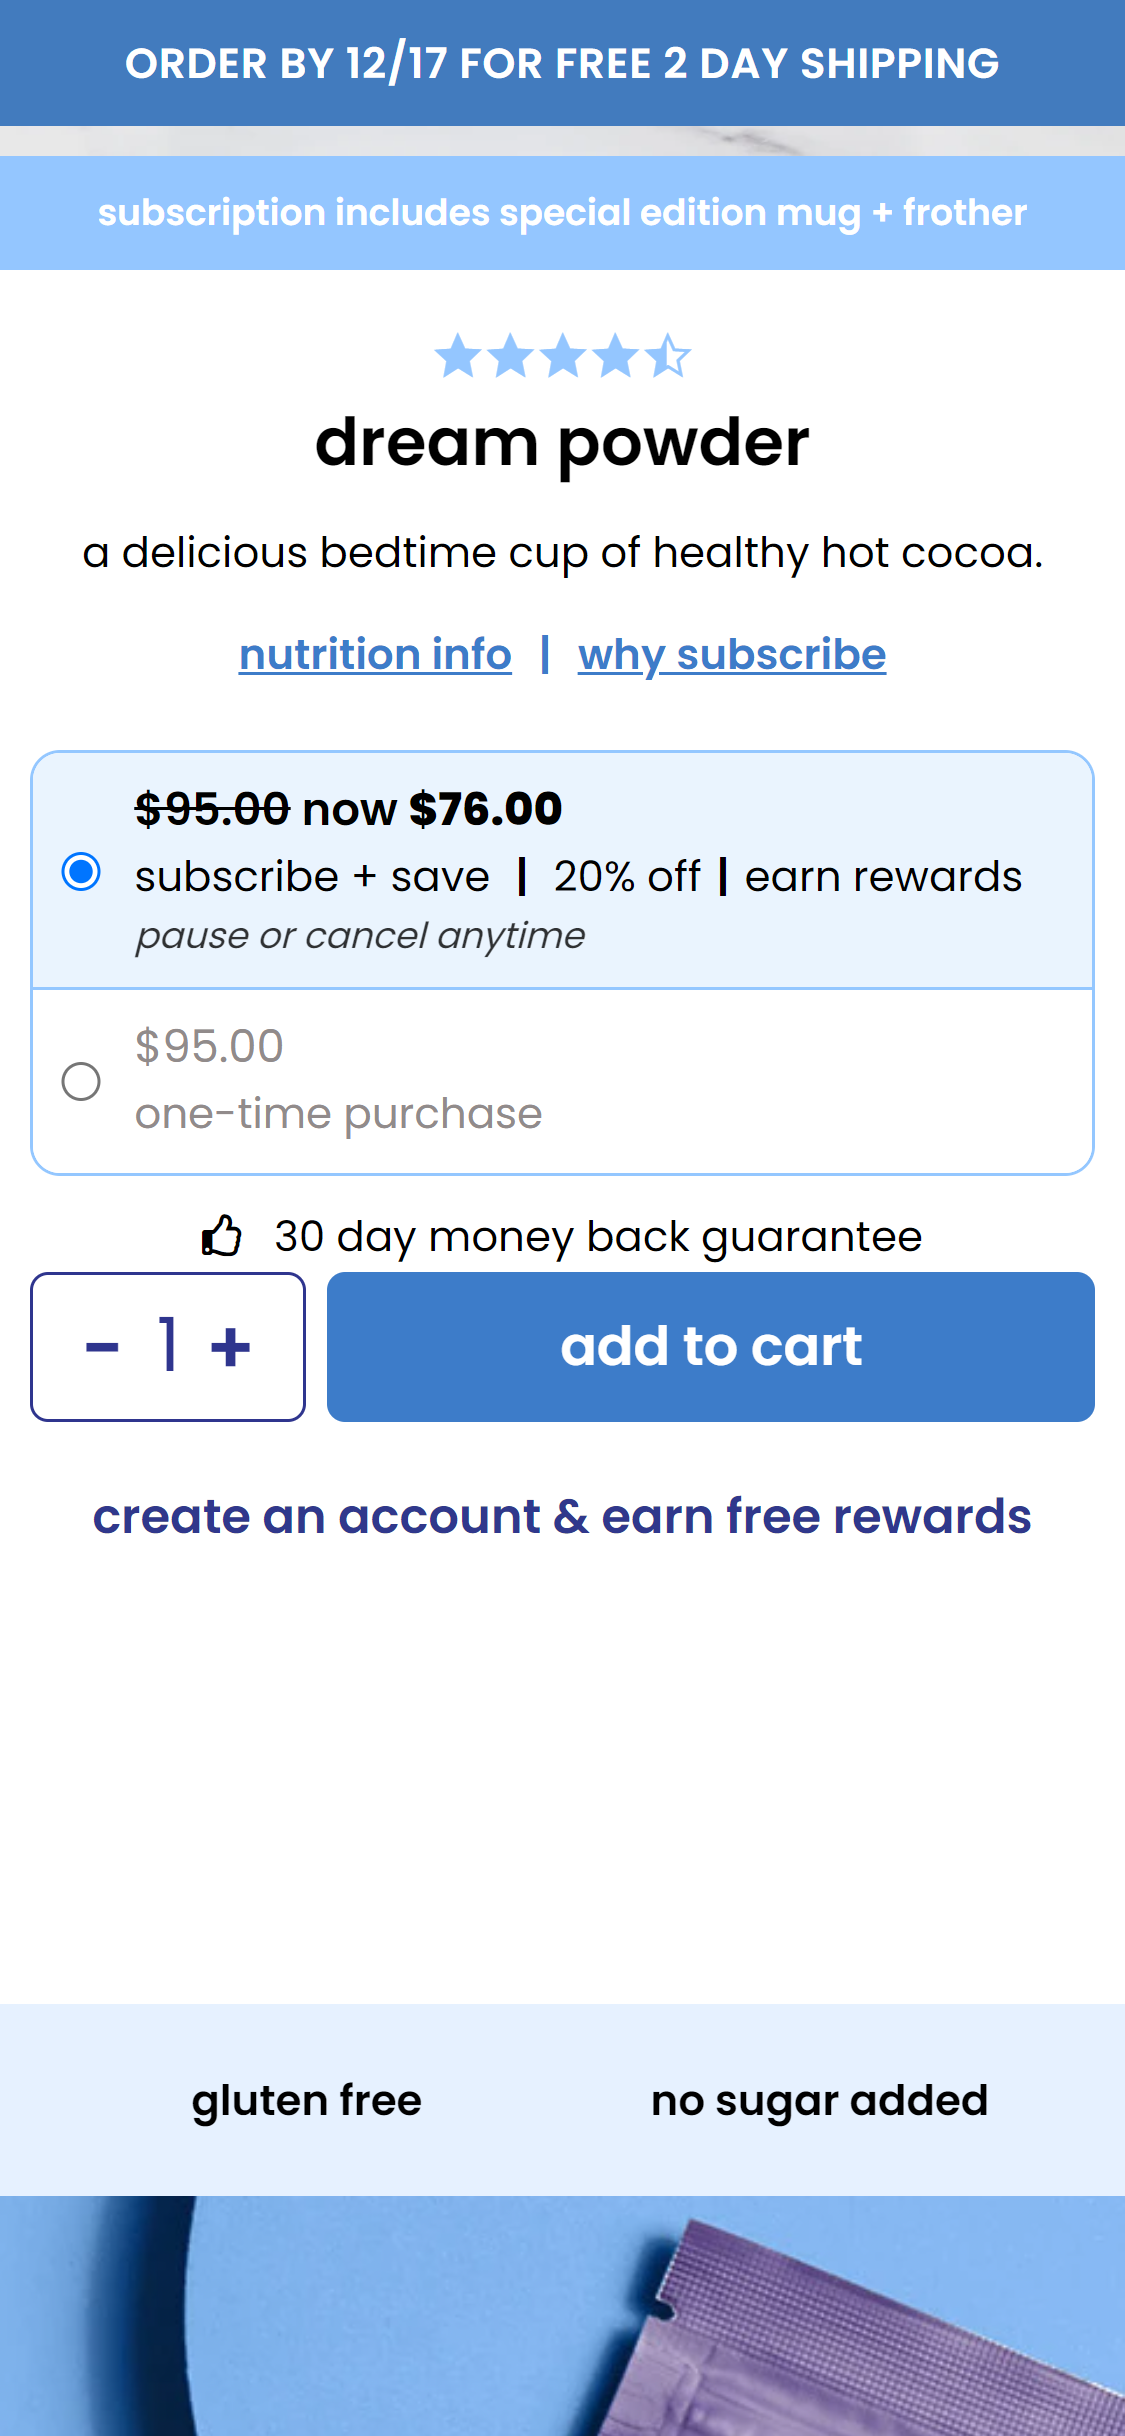 ORDER BY 12/17 FOR FREE 2 DAY SHIPPING
subscription includes special edition mug + frother
dream powder
a delicious bedtime cup of healthy hot cocoa.
nutrition info | why subscribe
$95.00 now $76.00
subscribe + save | 20% off | earn rewards
pause or cancel anytime
$95.00
one-time purchase
30 day money back guarantee
- 1 +
add to cart
create an account & earn free rewards
gluten free
no sugar added